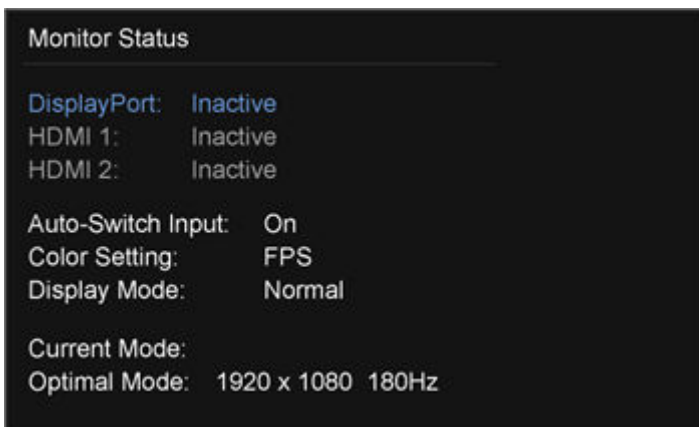 Monitor Status
DisplayPort: Inactive
HDMI 1: Inactive
HDMI 2: Inactive
Auto-Switch Input: On
Color Setting: FPS
Display Mode: Normal
Current Mode:
Optimal Mode: 1920 x 1080 180Hz